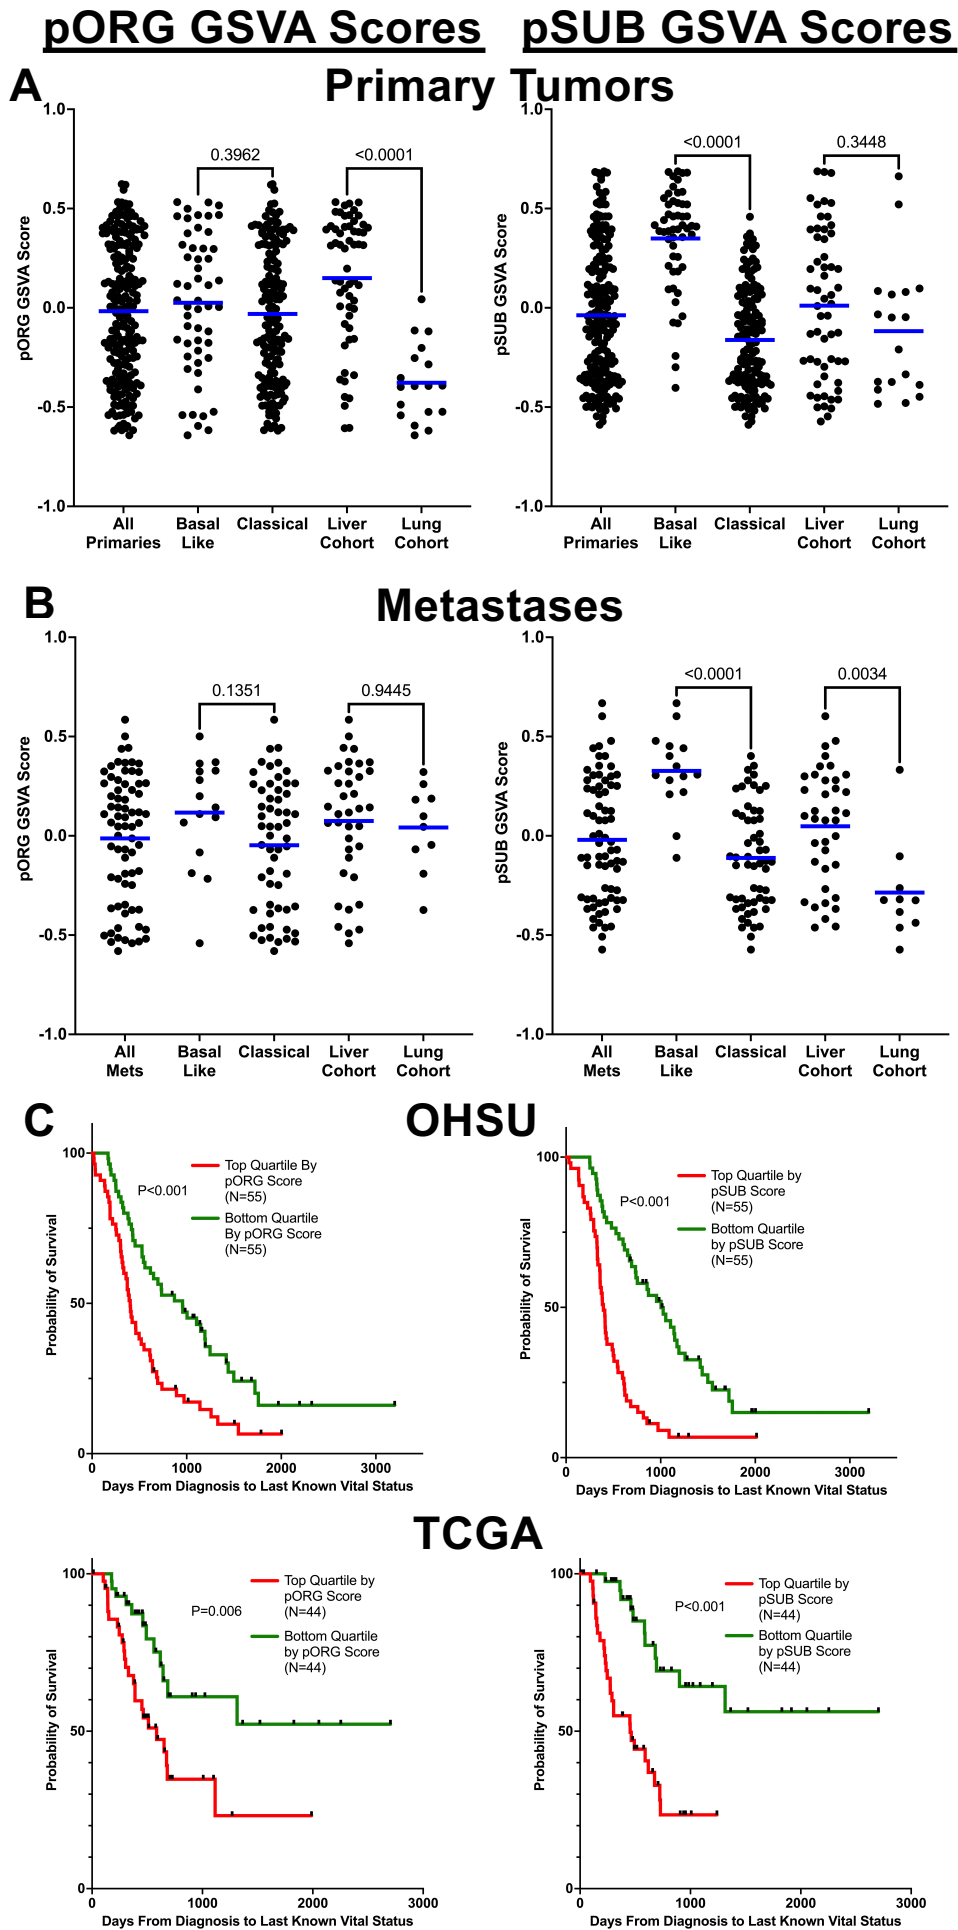 pORG GSVA Scores
pSUB GSVA Scores
A
Primary Tumors
1.0
0.5
0.0
-0.5
-1.0
pORG GSVA Score
0.3962
<0.0001
All
Primaries
Basal
Like
Classical
Liver
Cohort
Lung
Cohort
1.0
0.5
0.0
-0.5
-1.0
pSUB GSVA Score
<0.0001
0.3448
All
Primaries
Basal
Like
Classical
Liver
Cohort
Lung
Cohort
B
Metastases
1.0
0.5
0.0
-0.5
-1.0
pORG GSVA Score
0.1351
0.9445
All
Mets
Basal
Like
Classical
Liver
Cohort
Lung
Cohort
1.0
0.5
0.0
-0.5
-1.0
pSUB GSVA Score
<0.0001
0.0034
All
Mets
Basal
Like
Classical
Liver
Cohort
Lung
Cohort
C
OHSU
100
50
0
Probability of Survival
P<0.001
Top Quartile By
pORG Score
(N=55)
Bottom Quartile
By pORG Score
(N=55)
0
1000
2000
3000
Days From Diagnosis to Last Known Vital Status
100
50
0
Probability of Survival
P<0.001
Top Quartile by
pSUB Score
(N=55)
Bottom Quartile
by pSUB Score
(N=55)
0
1000
2000
3000
Days From Diagnosis to Last Known Vital Status
TCGA
100
50
0
Probability of Survival
P=0.006
Top Quartile by
pORG Score
(N=44)
Bottom Quartile
by pORG Score
(N=44)
0
1000
2000
3000
Days From Diagnosis to Last Known Vital Status
100
50
0
Probability of Survival
P<0.001
Top Quartile by
pSUB Score
(N=44)
Bottom Quartile
by pSUB Score
(N=44)
0
1000
2000
3000
Days From Diagnosis to Last Known Vital Status